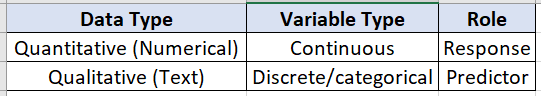 Data Type Variable Type Role
Quantitative (Numerical) Continuous Response
Qualitative (Text) Discrete/categorical Predictor